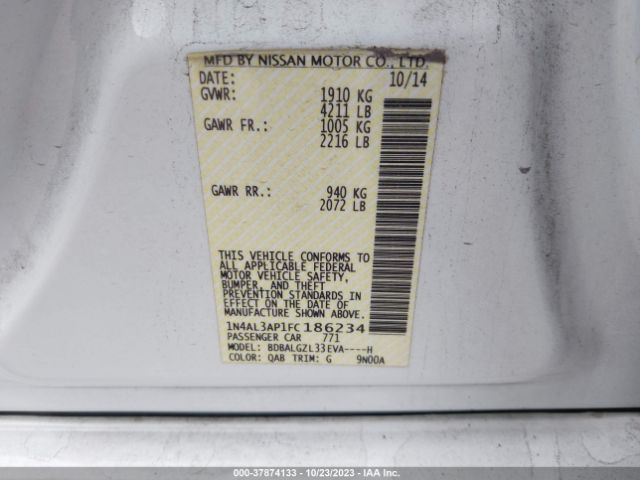 MFD BY NISSAN MOTOR CO., LTD.
DATE: 10/14
GVWR: 1910 KG
4211 LB
GAWR FR.: 1005 KG
2216 LB
GAWR RR.: 940 KG
2072 LB
THIS VEHICLE CONFORMS TO
ALL APPLICABLE FEDERAL
MOTOR VEHICLE SAFETY,
BUMPER, AND THEFT
PREVENTION STANDARDS IN
EFFECT ON THE DATE OF
MANUFACTURE SHOWN ABOVE.
1N4AL3AP1FC186234
PASSENGER CAR 771
MODEL: BDBALGZL33EVA----H
COLOR: QAB TRIM: G 9N00A
000-37874133 - 10/23/2023 - IAA Inc.